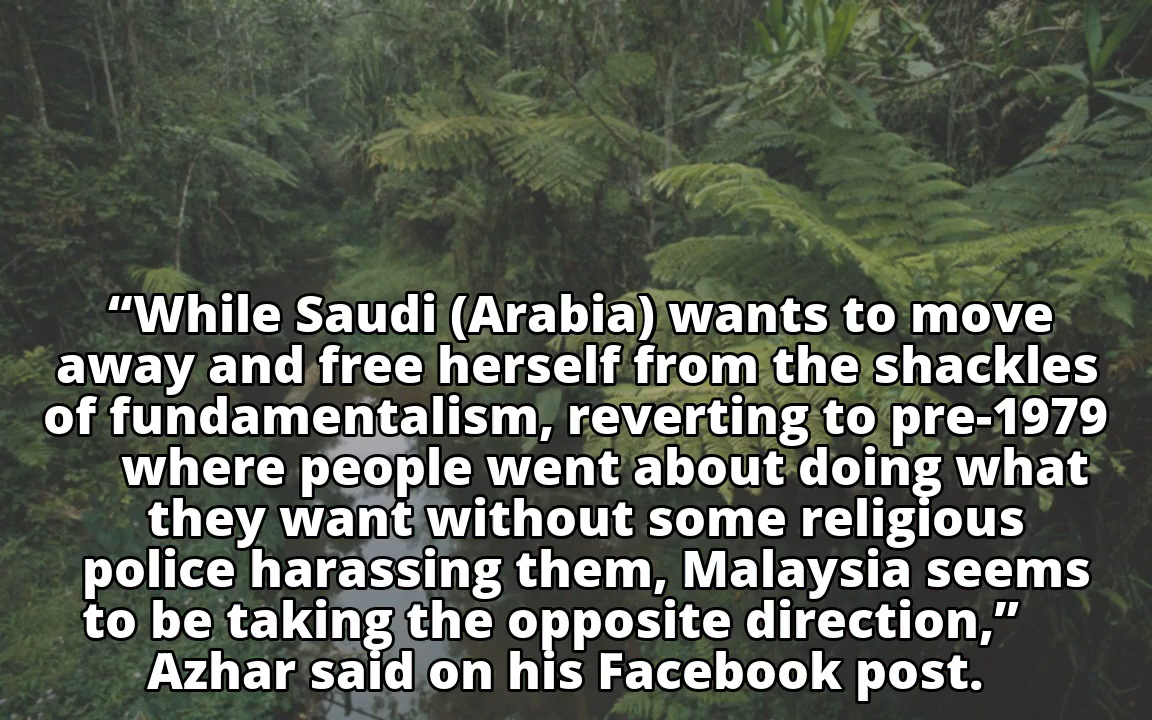 “While Saudi (Arabia) wants to move
away and free herself from the shackles
of fundamentalism, reverting to pre-1979
where people went about doing what
they want without some religious
police harassing them, Malaysia seems
to be taking the opposite direction,”
Azhar said on his Facebook post.